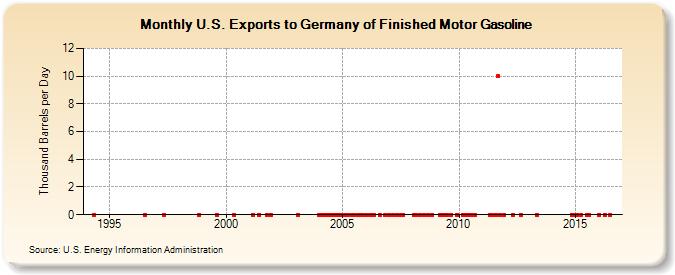 Monthly U.S. Exports to Germany of Finished Motor Gasoline
Thousand Barrels per Day
12
10
8
6
4
2
0
1995 2000 2005 2010 2015
Source: U.S. Energy Information Administration